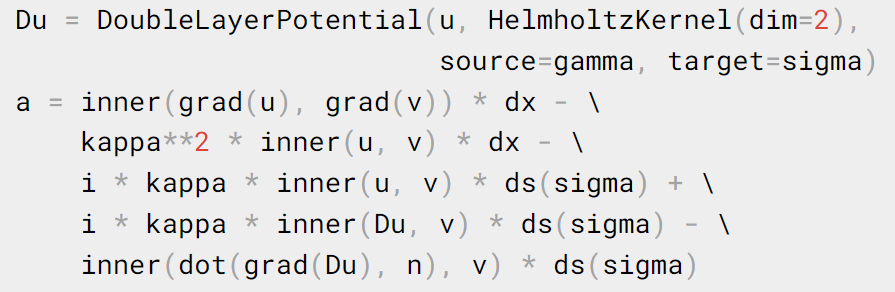 Du = DoubleLayerPotential(u, HelmholtzKernel(dim=2),
source=gamma, target=sigma)
a = inner(grad(u), grad(v)) * dx - \
kappa**2 * inner(u, v) * dx - \
i * kappa * inner(u, v) * ds(sigma) + \
i * kappa * inner(Du, v) * ds(sigma) - \
inner(dot(grad(Du), n), v) * ds(sigma)